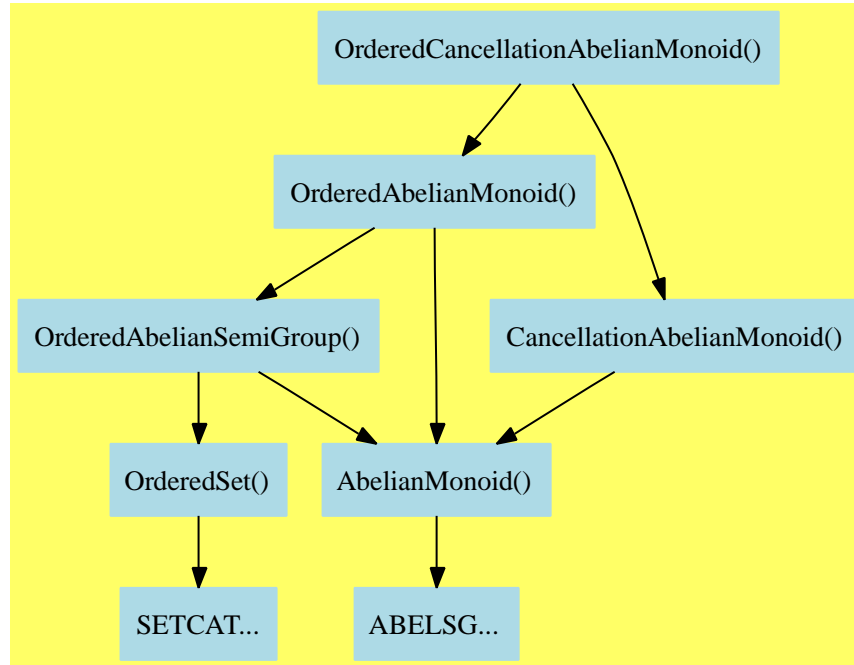 OrderedCancellationAbelianMonoid()
OrderedAbelianMonoid()
OrderedAbelianSemiGroup()
CancellationAbelianMonoid()
OrderedSet()
AbelianMonoid()
SETCAT...
ABELSG...